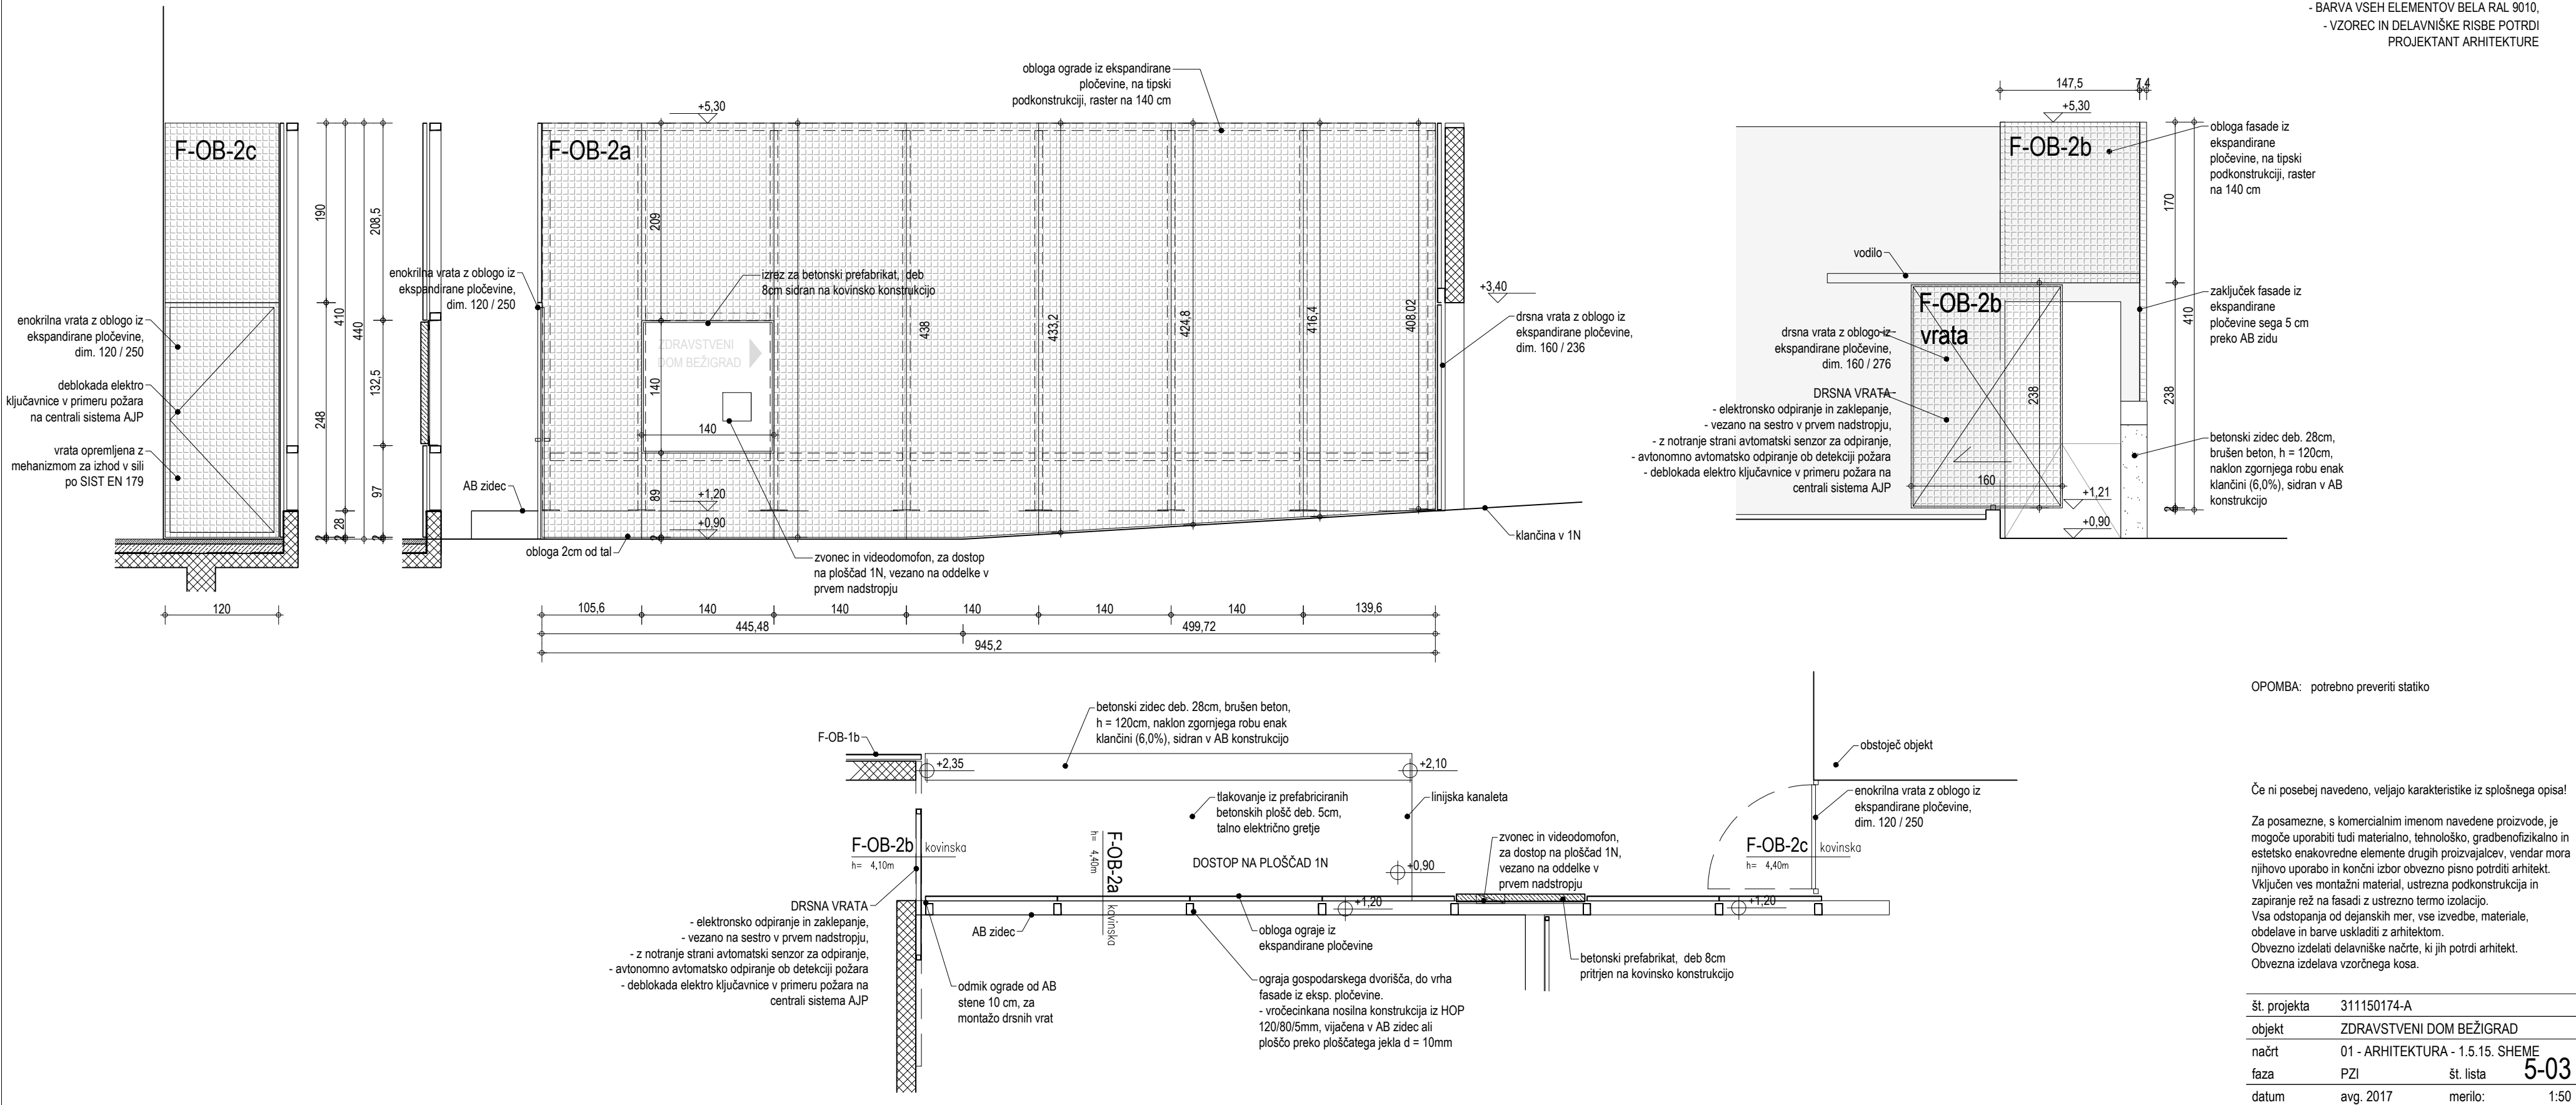 - BARVA VSEH ELEMENTOV BELA RAL 9010,
- VZOREC IN DELAVNIŠKE RISBE POTRDI
PROJEKTANT ARHITEKTURE
F-OB-2c
190
248
28
2
2
410
440
208,5
132,5
97
2
120
enokrilna vrata z oblogo iz
ekspandirane pločevine,
dim. 120 / 250
deblokada elektro
ključavnice v primeru požara
na centrali sistema AJP
vrata opremljena z
mehanizmom za izhod v sili
po SIST EN 179
obloga ograde iz ekspandirane
pločevine, na tipski
podkonstrukciji, raster na 140 cm
+5,30
F-OB-2a
enokrilna vrata z oblogo iz
ekspandirane pločevine,
dim. 120 / 250
izrez za betonski prefabrikat, deb
8cm sidran na kovinsko konstrukcijo
ZDRAVSTVENI
DOM BEŽIGRAD
209
140
140
89
2
438
433,2
424,8
416,4
408,02
+3,40
drsna vrata z oblogo iz
ekspandirane pločevine,
dim. 160 / 236
AB zidec
+1,20
+0,90
obloga 2cm od tal
zvonec in videodomofon, za dostop
na ploščad 1N, vezano na oddelke v
prvem nadstropju
klančina v 1N
105,6
140
140
140
140
140
139,6
445,48
499,72
945,2
147,5
7,4
+5,30
F-OB-2b
obloga fasade iz
ekspandirane
pločevine, na tipski
podkonstrukciji, raster
na 140 cm
vodilo
F-OB-2b
vrata
drsna vrata z oblogo iz
ekspandirane pločevine,
dim. 160 / 276
DRSNA VRATA
- elektronsko odpiranje in zaklepanje,
- vezano na sestro v prvem nadstropju,
- z notranje strani avtomatski senzor za odpiranje,
- avtonomno avtomatsko odpiranje ob detekciji požara
- deblokada elektro ključavnice v primeru požara na
centrali sistema AJP
238
160
+1,21
+0,90
170
238
2
410
zaključek fasade iz
ekspandirane
pločevine sega 5 cm
preko AB zidu
betonski zidec deb. 28cm,
brušen beton, h = 120cm,
naklon zgornjega robu enak
klančini (6,0%), sidran v AB
konstrukcijo
betonski zidec deb. 28cm, brušen beton,
h = 120cm, naklon zgornjega robu enak
klančini (6,0%), sidran v AB konstrukcijo
F-OB-1b
+2,35
+2,10
tlakovanje iz prefabriciranih
betonskih plošč deb. 5cm,
talno električno gretje
linijska kanaleta
F-OB-2b kovinska
h= 4,10m
F-OB-2a kovinska
h= 4,40m
DOSTOP NA PLOŠČAD 1N
+0,90
zvonec in videodomofon,
za dostop na ploščad 1N,
vezano na oddelke v
prvem nadstropju
obstoječ objekt
enokrilna vrata z oblogo iz
ekspandirane pločevine,
dim. 120 / 250
F-OB-2c kovinska
h= 4,40m
+1,20
+1,20
DRSNA VRATA
- elektronsko odpiranje in zaklepanje,
- vezano na sestro v prvem nadstropju,
- z notranje strani avtomatski senzor za odpiranje,
- avtonomno avtomatsko odpiranje ob detekciji požara
- deblokada elektro ključavnice v primeru požara na
centrali sistema AJP
AB zidec
odmik ograde od AB
stene 10 cm, za
montažo drsnih vrat
obloga ograje iz
ekspandirane pločevine
ograja gospodarskega dvorišča, do vrha
fasade iz eksp. pločevine.
- vročecinkana nosilna konstrukcija iz HOP
120/80/5mm, vijačena v AB zidec ali
ploščo preko ploščatega jekla d = 10mm
betonski prefabrikat, deb 8cm
pritrjen na kovinsko konstrukcijo
OPOMBA: potrebno preveriti statiko
Če ni posebej navedeno, veljajo karakteristike iz splošnega opisa!
Za posamezne, s komercialnim imenom navedene proizvode, je
mogoče uporabiti tudi materialno, tehnološko, gradbenofizikalno in
estetsko enakovredne elemente drugih proizvajalcev, vendar mora
njihovo uporabo in končni izbor obvezno pisno potrditi arhitekt.
Vključen ves montažni material, ustrezna podkonstrukcija in
zapiranje rež na fasadi z ustrezno termo izolacijo.
Vsa odstopanja od dejanskih mer, vse izvedbe, materiale,
obdelave in barve uskladiti z arhitektom.
Obvezno izdelati delavniške načrte, ki jih potrdi arhitekt.
Obvezna izdelava vzorčnega kosa.
št. projekta 311150174-A
objekt ZDRAVSTVENI DOM BEŽIGRAD
načrt 01 - ARHITEKTURA - 1.5.15. SHEME
faza PZI št. lista 5-03
datum avg. 2017 merilo: 1:50